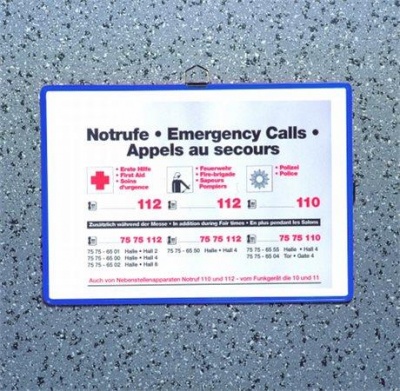 Notrufe • Emergency Calls •
Appels au secours
• Erste Hilfe
• First Aid
• Soins
d'urgence
• Feuerwehr
• Fire-brigade
• Sapeurs
Pompiers
• Polizei
• Police
112 112 110
Zusätzlich während der Messe • In addition during Fair times • En plus pendant les Salons
75 75 112 75 75 112 75 75 110
75 75 - 65 01 Halle • Hall 2
75 75 - 65 00 Halle • Hall 4
75 75 - 65 02 Halle • Hall 6
75 75 - 65 50 Halle • Hall 4
75 75 - 65 55 Halle • Hall 4
75 75 - 65 04 Tor • Gate 4
Auch von Nebenstellenapparaten Notruf 110 und 112 - vom Funkgerät die 10 und 11